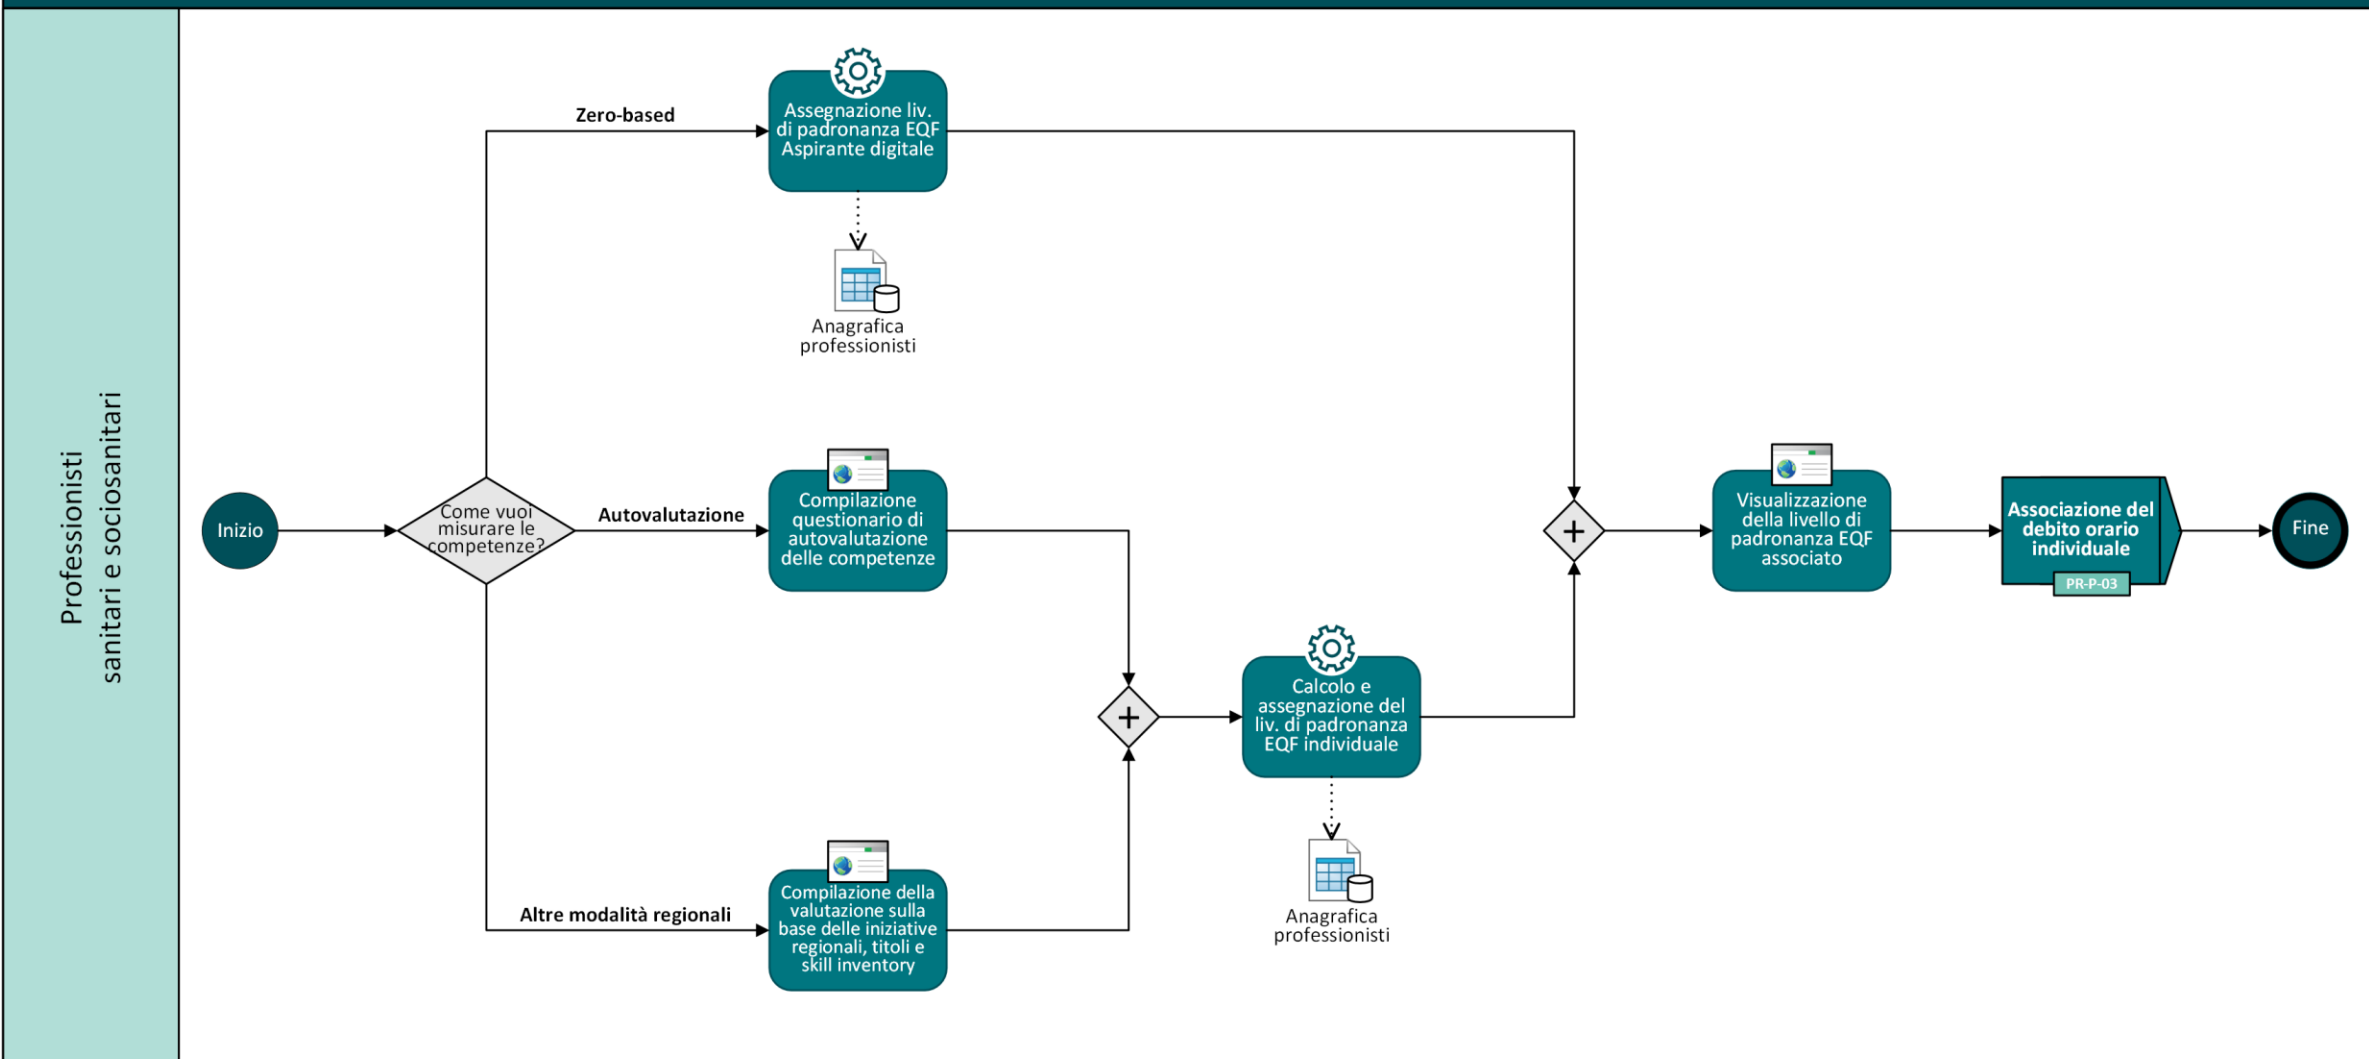 Professionisti
sanitari e sociosanitari
Inizio
Come vuoi
misurare le
competenze?
Zero-based
Assegnazione liv.
di padronanza EQF
Aspirante digitale
Anagrafica
professionisti
Autovalutazione
Compilazione
questionario di
autovalutazione
delle competenze
Altre modalità regionali
Compilazione della
valutazione sulla
base delle iniziative
regionali, titoli e
skill inventory
+
Calcolo e
assegnazione del
liv. di padronanza
EQF individuale
Anagrafica
professionisti
+
Visualizzazione
della livello di
padronanza EQF
associato
Associazione del
debito orario
individuale
PR-P-03
Fine